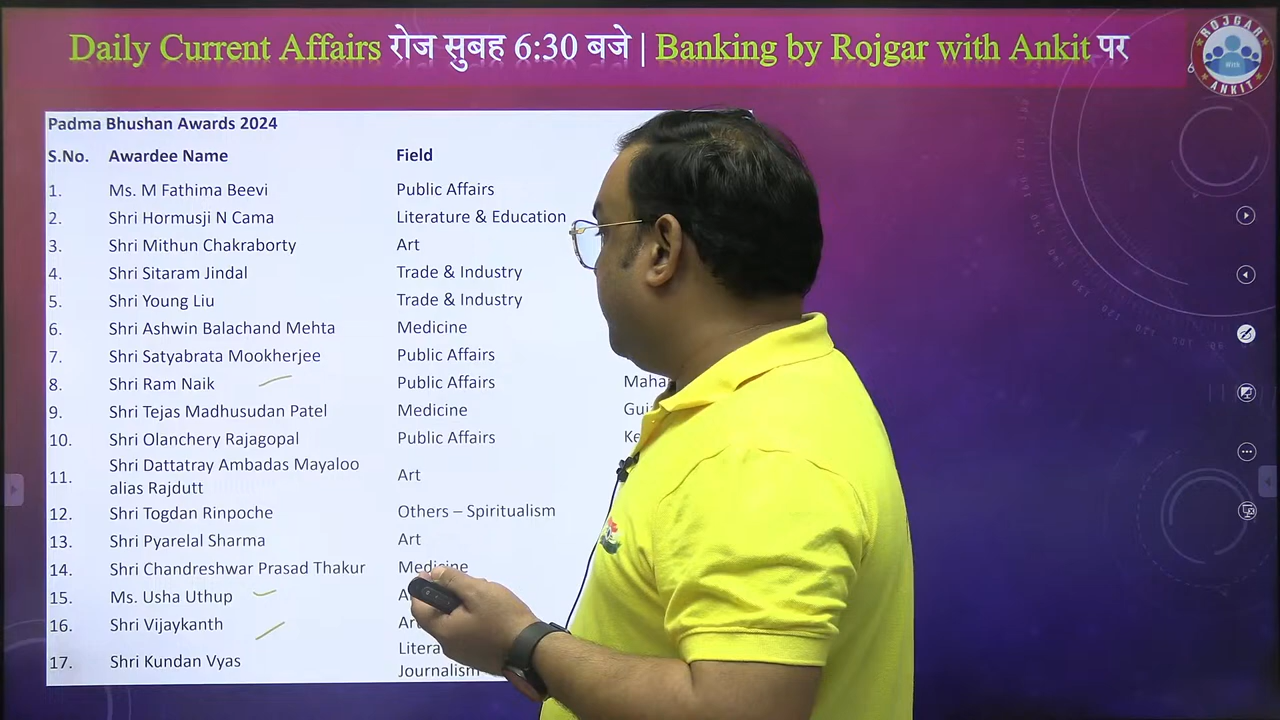 Daily Current Affairs रोज सुबह 6:30 बजे | Banking by Rojgar with Ankit पर
ROJGAR
With
ANKIT
Padma Bhushan Awards 2024
S.No. Awardee Name Field
1. Ms. M Fathima Beevi Public Affairs
2. Shri Hormusji N Cama Literature & Education
3. Shri Mithun Chakraborty Art
4. Shri Sitaram Jindal Trade & Industry
5. Shri Young Liu Trade & Industry
6. Shri Ashwin Balachand Mehta Medicine
7. Shri Satyabrata Mookherjee Public Affairs
8. Shri Ram Naik Public Affairs
9. Shri Tejas Madhusudan Patel Medicine
10. Shri Olanchery Rajagopal Public Affairs
11. Shri Dattatray Ambadas Mayaloo alias Rajdutt Art
12. Shri Togdan Rinpoche Others – Spiritualism
13. Shri Pyarelal Sharma Art
14. Shri Chandreshwar Prasad Thakur Medicine
15. Ms. Usha Uthup
16. Shri Vijaykanth
17. Shri Kundan Vyas Journalism